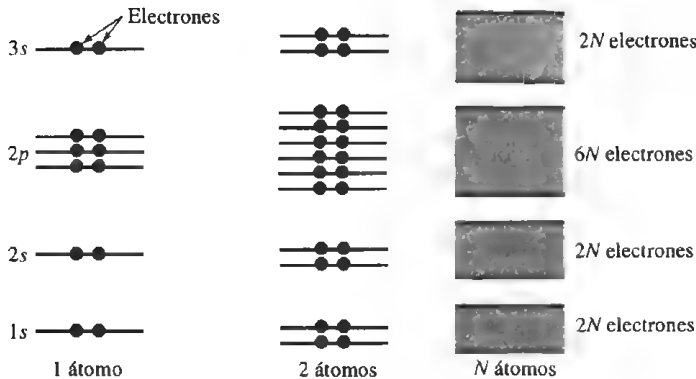 Electrones
3s
2N electrones
2p
6N electrones
2s
2N electrones
1s
2N electrones
1 átomo
2 átomos
N átomos